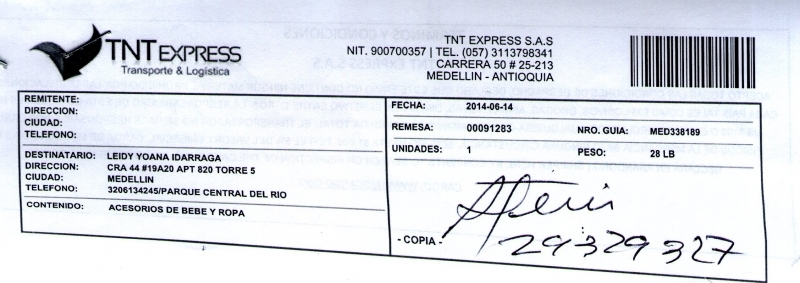 TNT EXPRESS
Transporte & Logística
TNT EXPRESS S.A.S
NIT. 900700357 | TEL. (057) 3113798341
CARRERA 50 # 25-213
MEDELLIN - ANTIOQUIA
REMITENTE:
DIRECCION:
CIUDAD:
TELEFONO:
DESTINATARIO: LEIDY YOANA IDARRAGA
DIRECCION CRA 44 #19A20 APT 820 TORRE 5
CIUDAD: MEDELLIN
TELEFONO: 3206134245/PARQUE CENTRAL DEL RIO
CONTENIDO: ACESORIOS DE BEBE Y ROPA
FECHA: 2014-06-14
REMESA: 00091283 NRO. GUIA: MED338189
UNIDADES: 1 PESO: 28 LB
- COPIA -
29329327